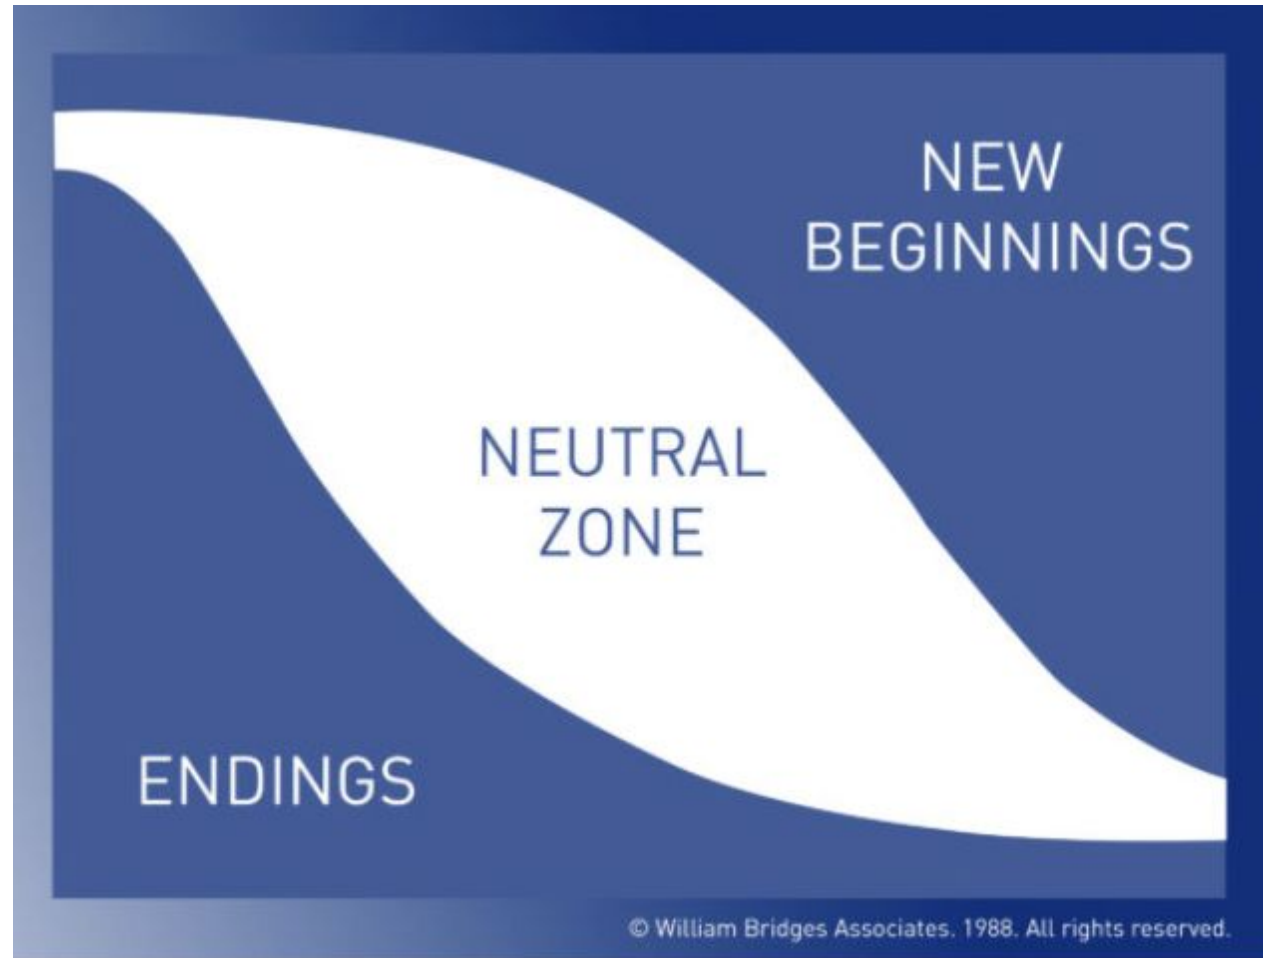 NEW
BEGINNINGS
NEUTRAL
ZONE
ENDINGS
© William Bridges Associates. 1988. All rights reserved.